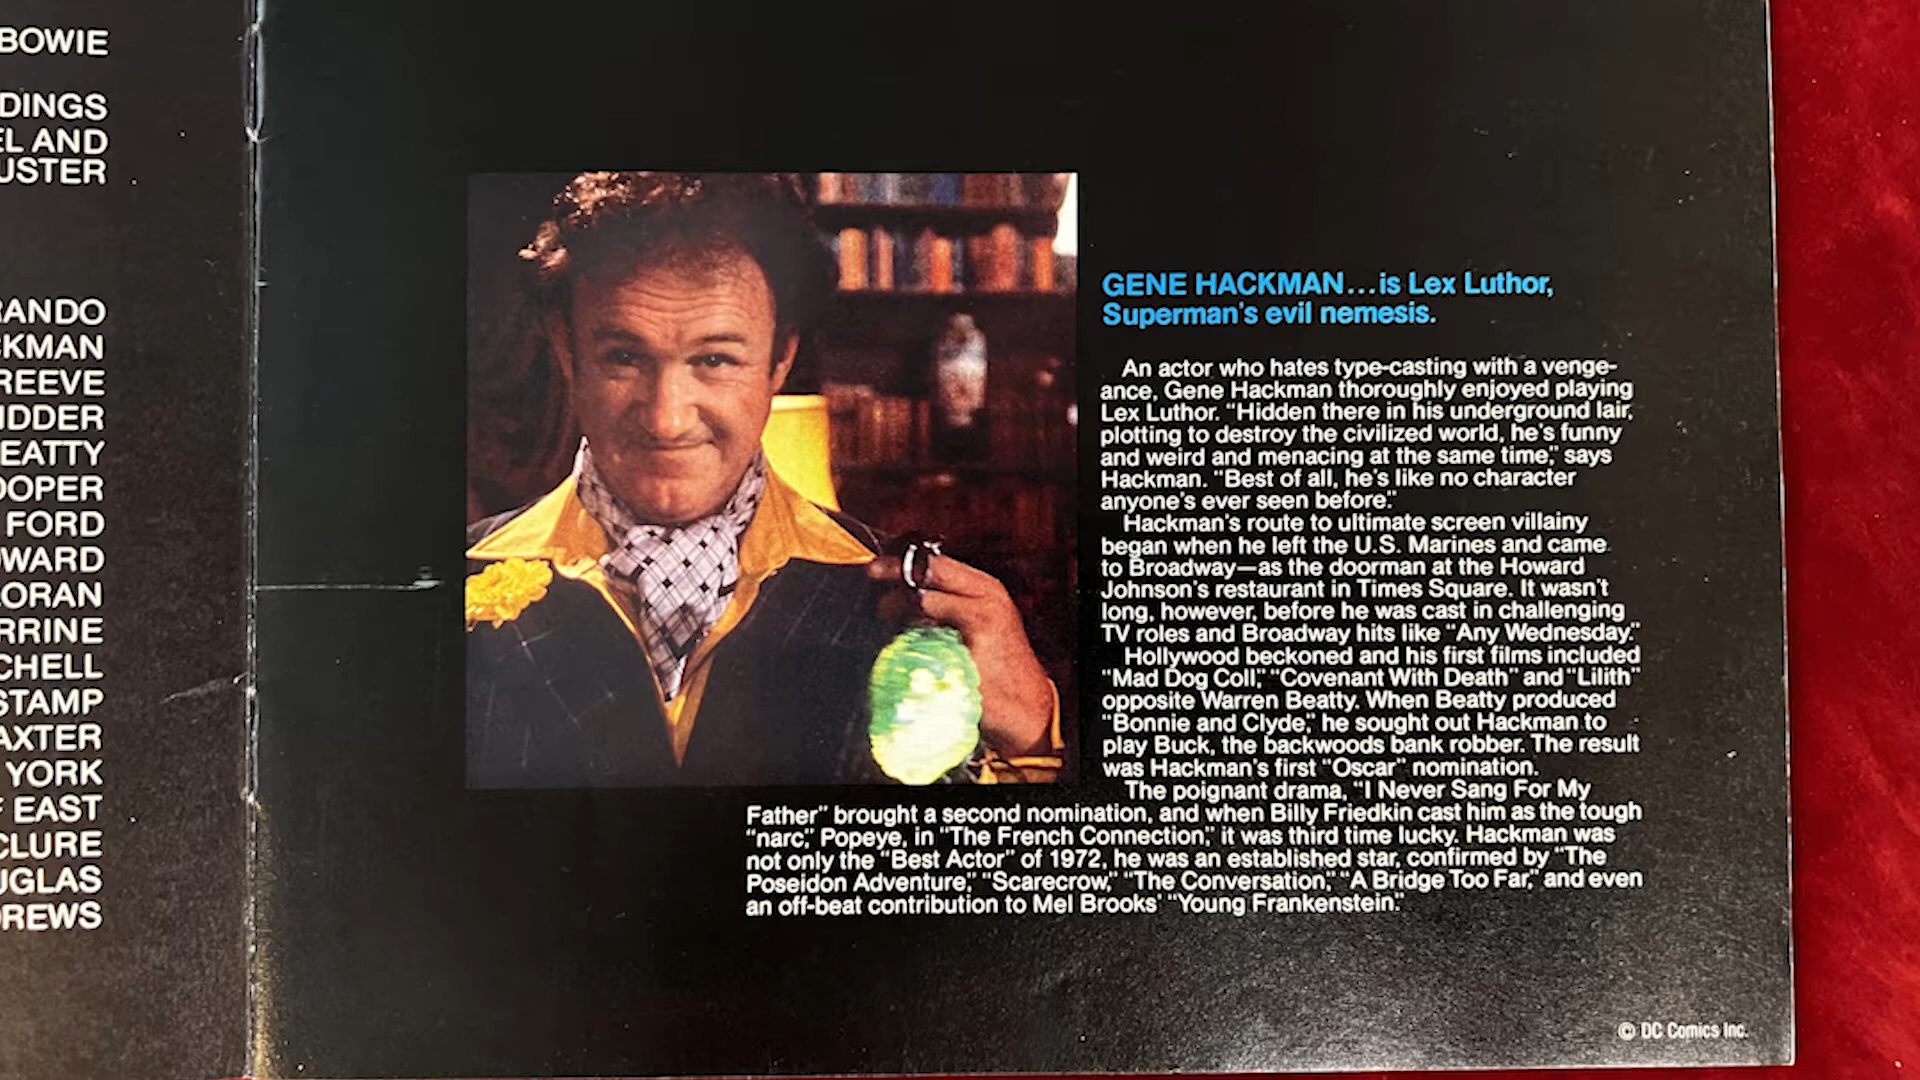 BOWIE
DINGS
EL AND
USTER
RANDO
CKMAN
REEVE
IDDER
EATTY
OOPER
FORD
OWARD
LORAN
RRINE
CHELL
STAMP
AXTER
YORK
F EAST
CLURE
UGLAS
DREWS
GENE HACKMAN...is Lex Luthor,
Superman's evil nemesis.
An actor who hates type-casting with a venge-
ance, Gene Hackman thoroughly enjoyed playing
Lex Luthor. "Hidden there in his underground lair,
plotting to destroy the civilized world, he's funny
and weird and menacing at the same time," says
Hackman. "Best of all, he's like no character
anyone's ever seen before."
Hackman's route to ultimate screen villainy
began when he left the U.S. Marines and came
to Broadway—as the doorman at the Howard
Johnson's restaurant in Times Square. It wasn't
long, however, before he was cast in challenging
TV roles and Broadway hits like "Any Wednesday."
Hollywood beckoned and his first films included
"Mad Dog Coll," "Covenant With Death" and "Lilith"
opposite Warren Beatty. When Beatty produced
"Bonnie and Clyde," he sought out Hackman to
play Buck, the backwoods bank robber. The result
was Hackman's first "Oscar" nomination.
The poignant drama, "I Never Sang For My
Father" brought a second nomination, and when Billy Friedkin cast him as the tough
"narc," Popeye, in "The French Connection," it was third time lucky. Hackman was
not only the "Best Actor" of 1972, he was an established star, confirmed by "The
Poseidon Adventure," "Scarecrow," "The Conversation," "A Bridge Too Far," and even
an off-beat contribution to Mel Brooks' "Young Frankenstein."
© DC Comics Inc.